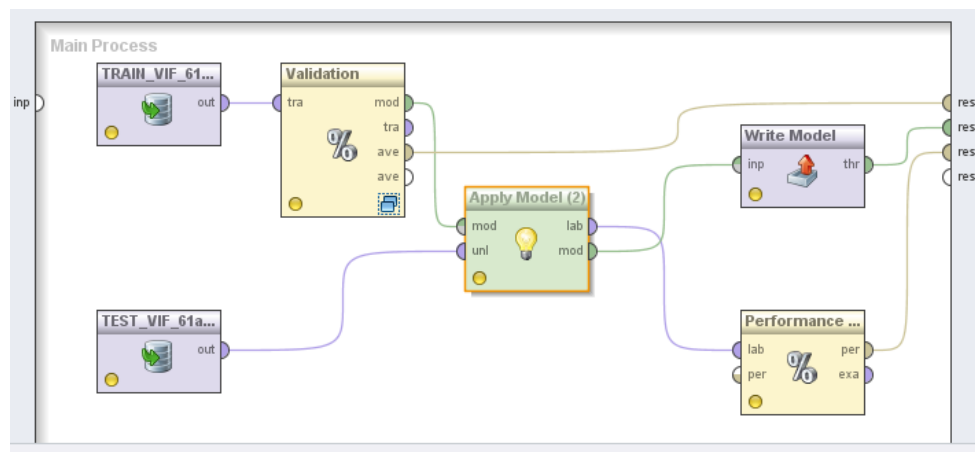 Main Process
TRAIN_VIF_61...
out
Validation
tra
mod
tra
ave
ave
inp
res
res
res
res
Write Model
inp
thr
Apply Model (2)
mod
unl
lab
mod
TEST_VIF_61a...
out
Performance ...
lab
per
per
exa